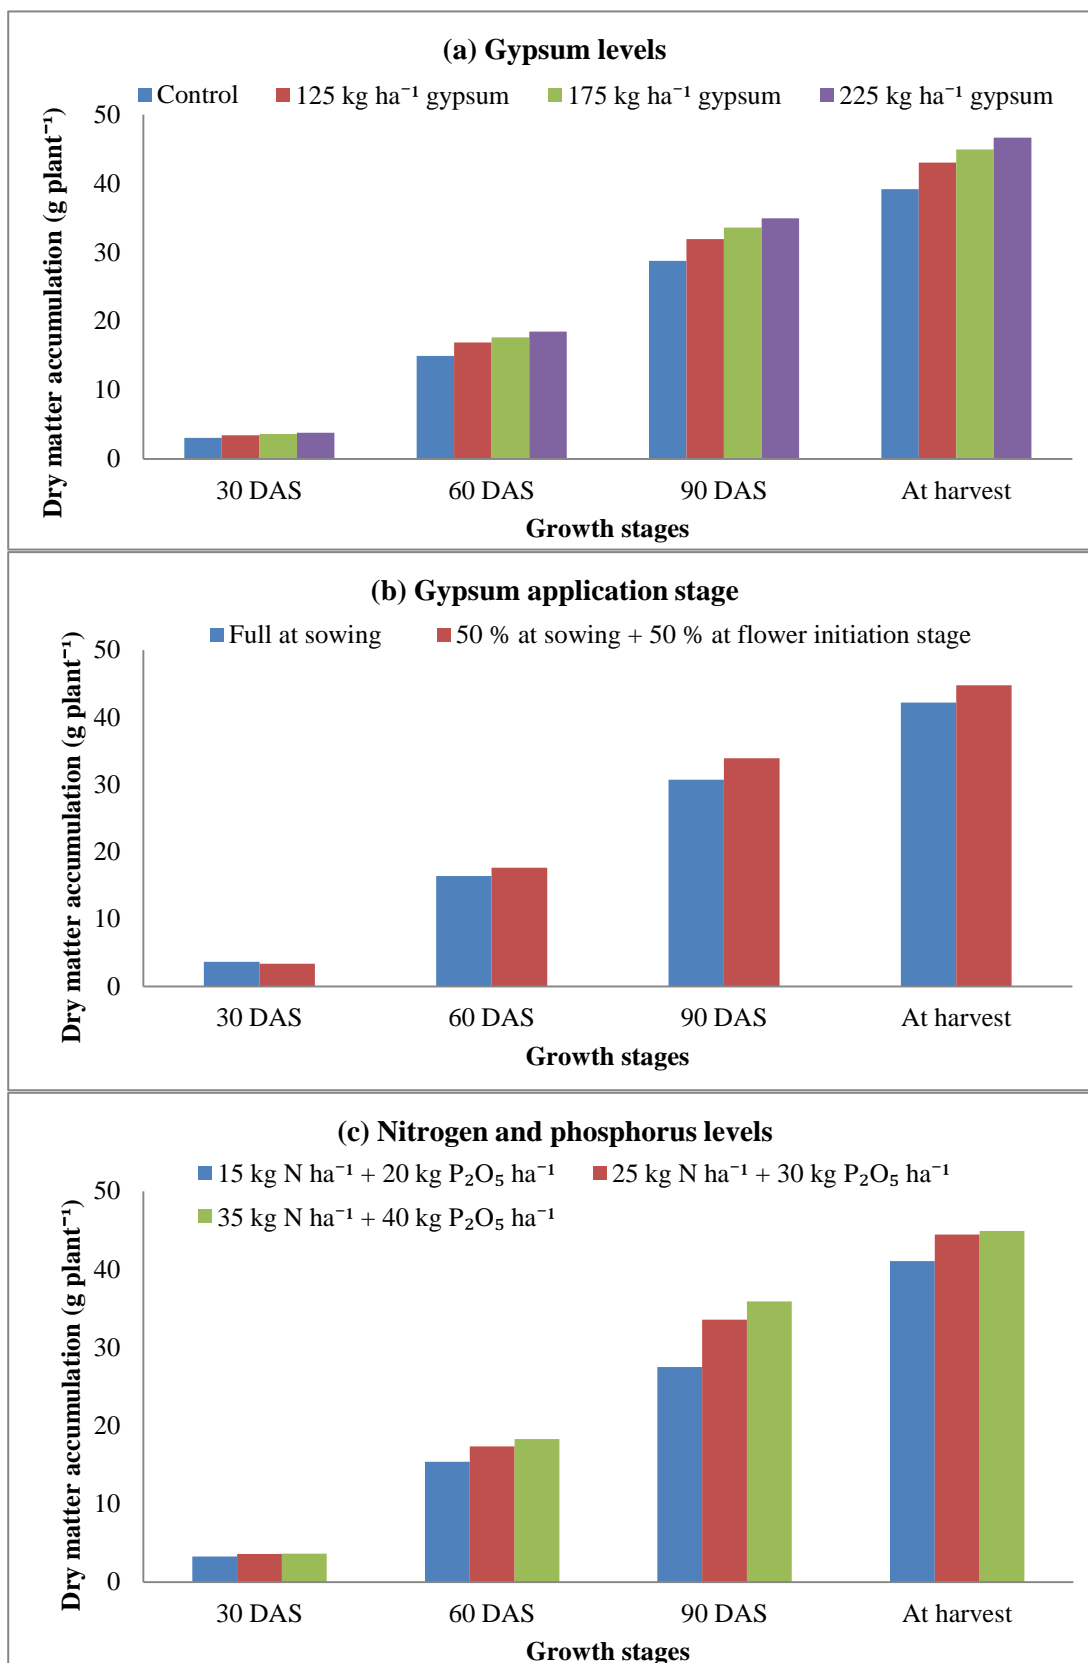 (a) Gypsum levels
Control 125 kg ha⁻¹ gypsum 175 kg ha⁻¹ gypsum 225 kg ha⁻¹ gypsum
Dry matter accumulation (g plant⁻¹)
50
40
30
20
10
0
30 DAS 60 DAS 90 DAS At harvest
Growth stages
(b) Gypsum application stage
Full at sowing 50 % at sowing + 50 % at flower initiation stage
Dry matter accumulation (g plant⁻¹)
50
40
30
20
10
0
30 DAS 60 DAS 90 DAS At harvest
Growth stages
(c) Nitrogen and phosphorus levels
15 kg N ha⁻¹ + 20 kg P₂O₅ ha⁻¹ 25 kg N ha⁻¹ + 30 kg P₂O₅ ha⁻¹
35 kg N ha⁻¹ + 40 kg P₂O₅ ha⁻¹
Dry matter accumulation (g plant⁻¹)
50
40
30
20
10
0
30 DAS 60 DAS 90 DAS At harvest
Growth stages